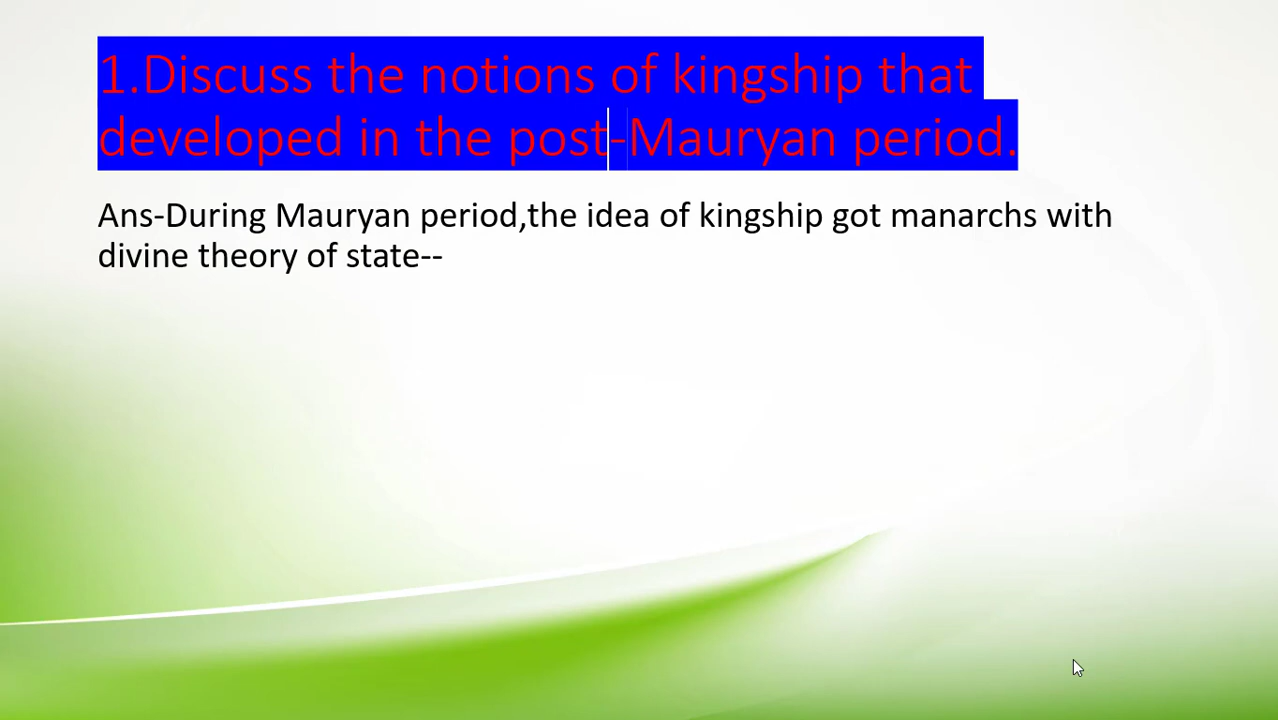 1.Discuss the notions of kingship that
developed in the post-Mauryan period.
Ans-During Mauryan period,the idea of kingship got manarchs with
divine theory of state--